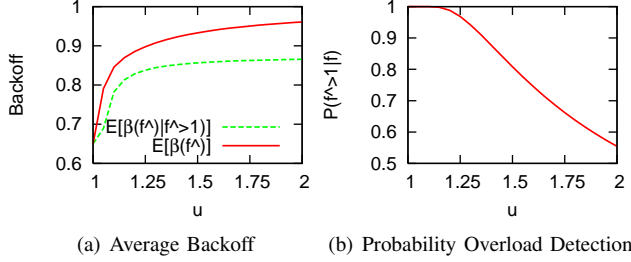 Backoff
1
0.9
0.8
0.7
0.6
E[β(f^)|f^>1)]
E[β(f^)]
1 1.25 1.5 1.75 2
u
(a) Average Backoff
P(f^>1|f)
1
0.9
0.8
0.7
0.6
0.5
1 1.25 1.5 1.75 2
u
(b) Probability Overload Detection